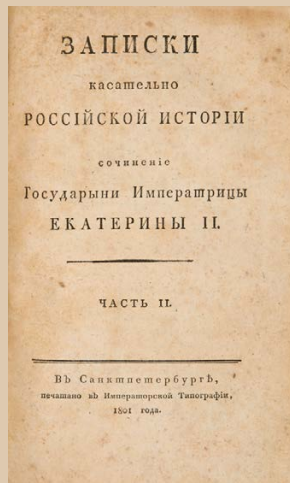 ЗАПИСКИ
касательно
РОССІЙСКОЙ ИСТОРІИ
сочиненіе
Государыни Императрицы
ЕКАТЕРИНЫ II.
ЧАСТЬ II.
Въ Санктпетербургѣ,
печатано въ Императорской Типографіи,
1801 года.